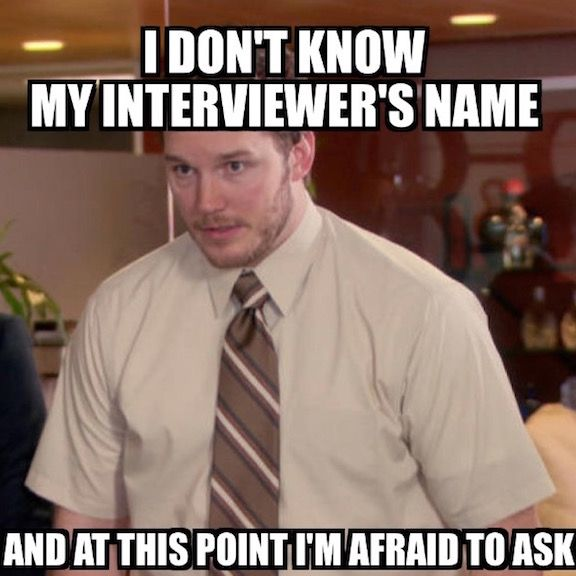 I DON'T KNOW
MY INTERVIEWER'S NAME
AND AT THIS POINT I'M AFRAID TO ASK